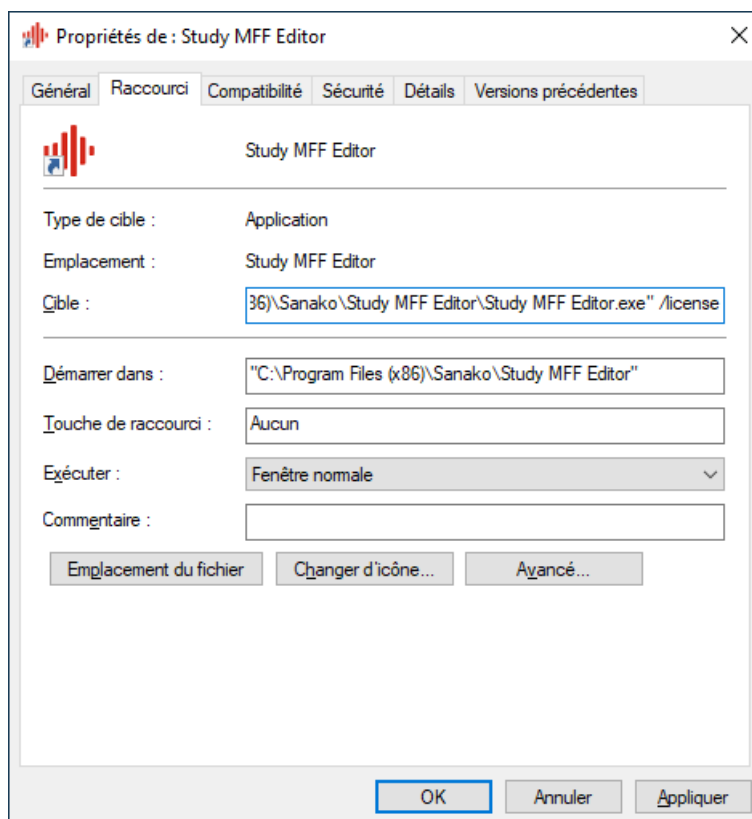 Propriétés de : Study MFF Editor
Général Raccourci Compatibilité Sécurité Détails Versions précédentes
Study MFF Editor
Type de cible : Application
Emplacement : Study MFF Editor
Cible : 36)\Sanako\Study MFF Editor\Study MFF Editor.exe" /license
Démarrer dans : "C:\Program Files (x86)\Sanako\Study MFF Editor"
Touche de raccourci : Aucun
Exécuter : Fenêtre normale
Commentaire :
Emplacement du fichier Changer d'icône... Avancé...
OK Annuler Appliquer